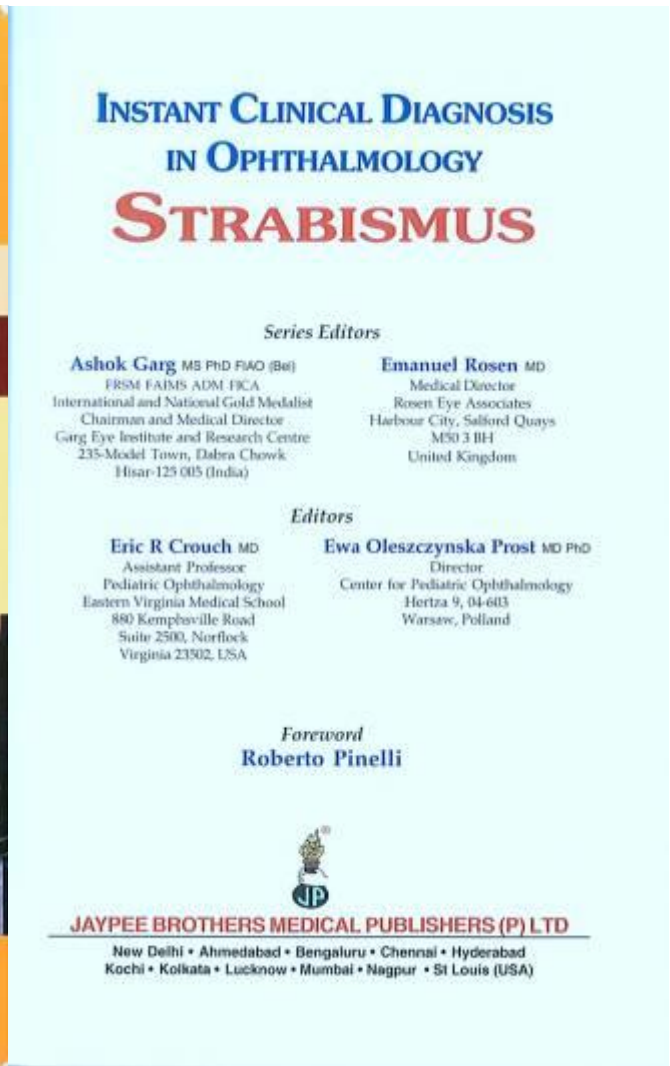 INSTANT CLINICAL DIAGNOSIS
IN OPHTHALMOLOGY
STRABISMUS
Series Editors
Ashok Garg MS PhD FIAO (Bel)
FRSM FAIMS ADM FICA
International and National Gold Medalist
Chairman and Medical Director
Garg Eye Institute and Research Centre
235-Model Town, Dabra Chowk
Hisar-125 005 (India)
Emanuel Rosen MD
Medical Director
Rosen Eye Associates
Harbour City, Salford Quays
M50 3 BH
United Kingdom
Editors
Eric R Crouch MD
Assistant Professor
Pediatric Ophthalmology
Eastern Virginia Medical School
880 Kemphsville Road
Suite 2500, Norflock
Virginia 23502, USA
Ewa Oleszczynska Prost MD PhD
Director
Center for Pediatric Ophthalmology
Hertza 9, 04-603
Warsaw, Polland
Foreword
Roberto Pinelli
®
JP
JAYPEE BROTHERS MEDICAL PUBLISHERS (P) LTD
New Delhi • Ahmedabad • Bengaluru • Chennai • Hyderabad
Kochi • Kolkata • Lucknow • Mumbai • Nagpur • St Louis (USA)